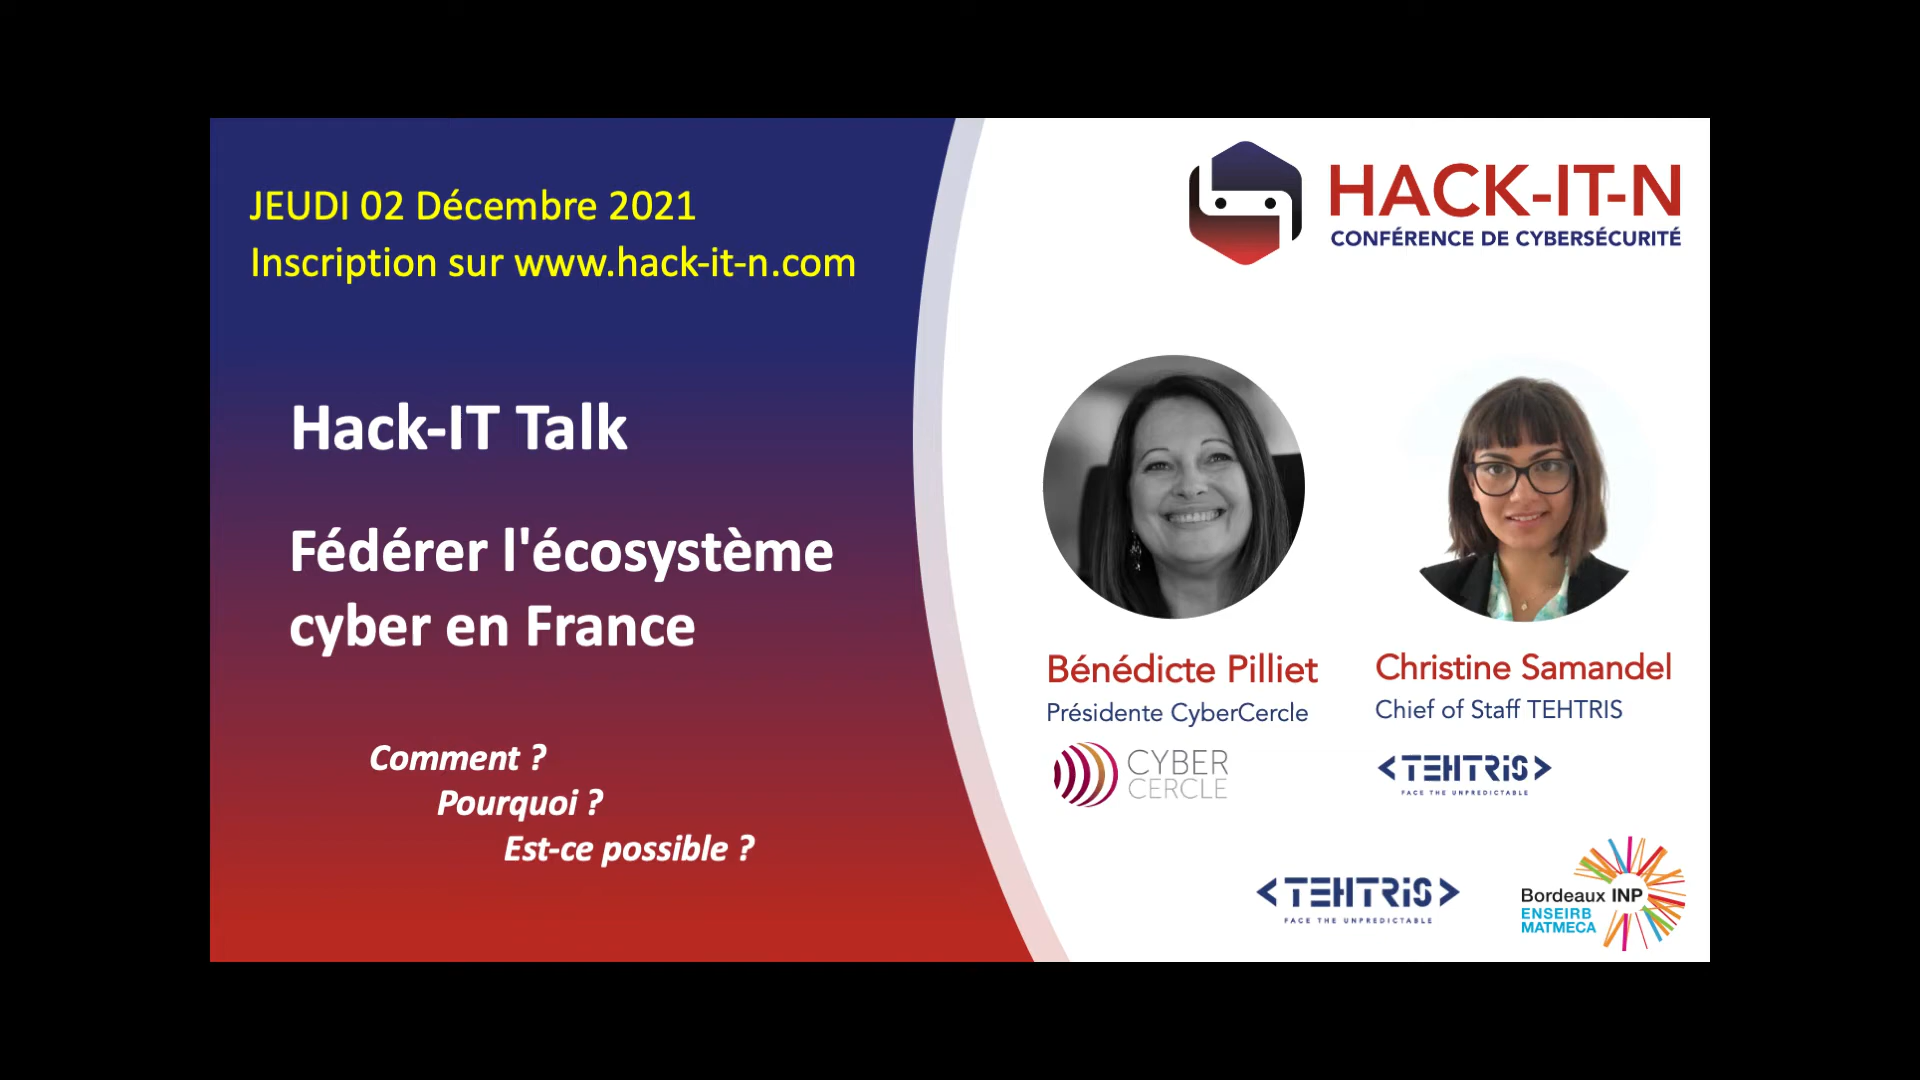 JEUDI 02 Décembre 2021
Inscription sur www.hack-it-n.com
HACK-IT-N
CONFÉRENCE DE CYBERSÉCURITÉ
Hack-IT Talk
Fédérer l'écosystème
cyber en France
Comment ?
Pourquoi ?
Est-ce possible ?
Bénédicte Pilliet
Présidente CyberCercle
CYBER
CERCLE
Christine Samandel
Chief of Staff TEHTRIS
<TEHTRiS>
FACE THE UNPREDICTABLE
<TEHTRiS>
FACE THE UNPREDICTABLE
Bordeaux INP
ENSEIRB
MATMECA